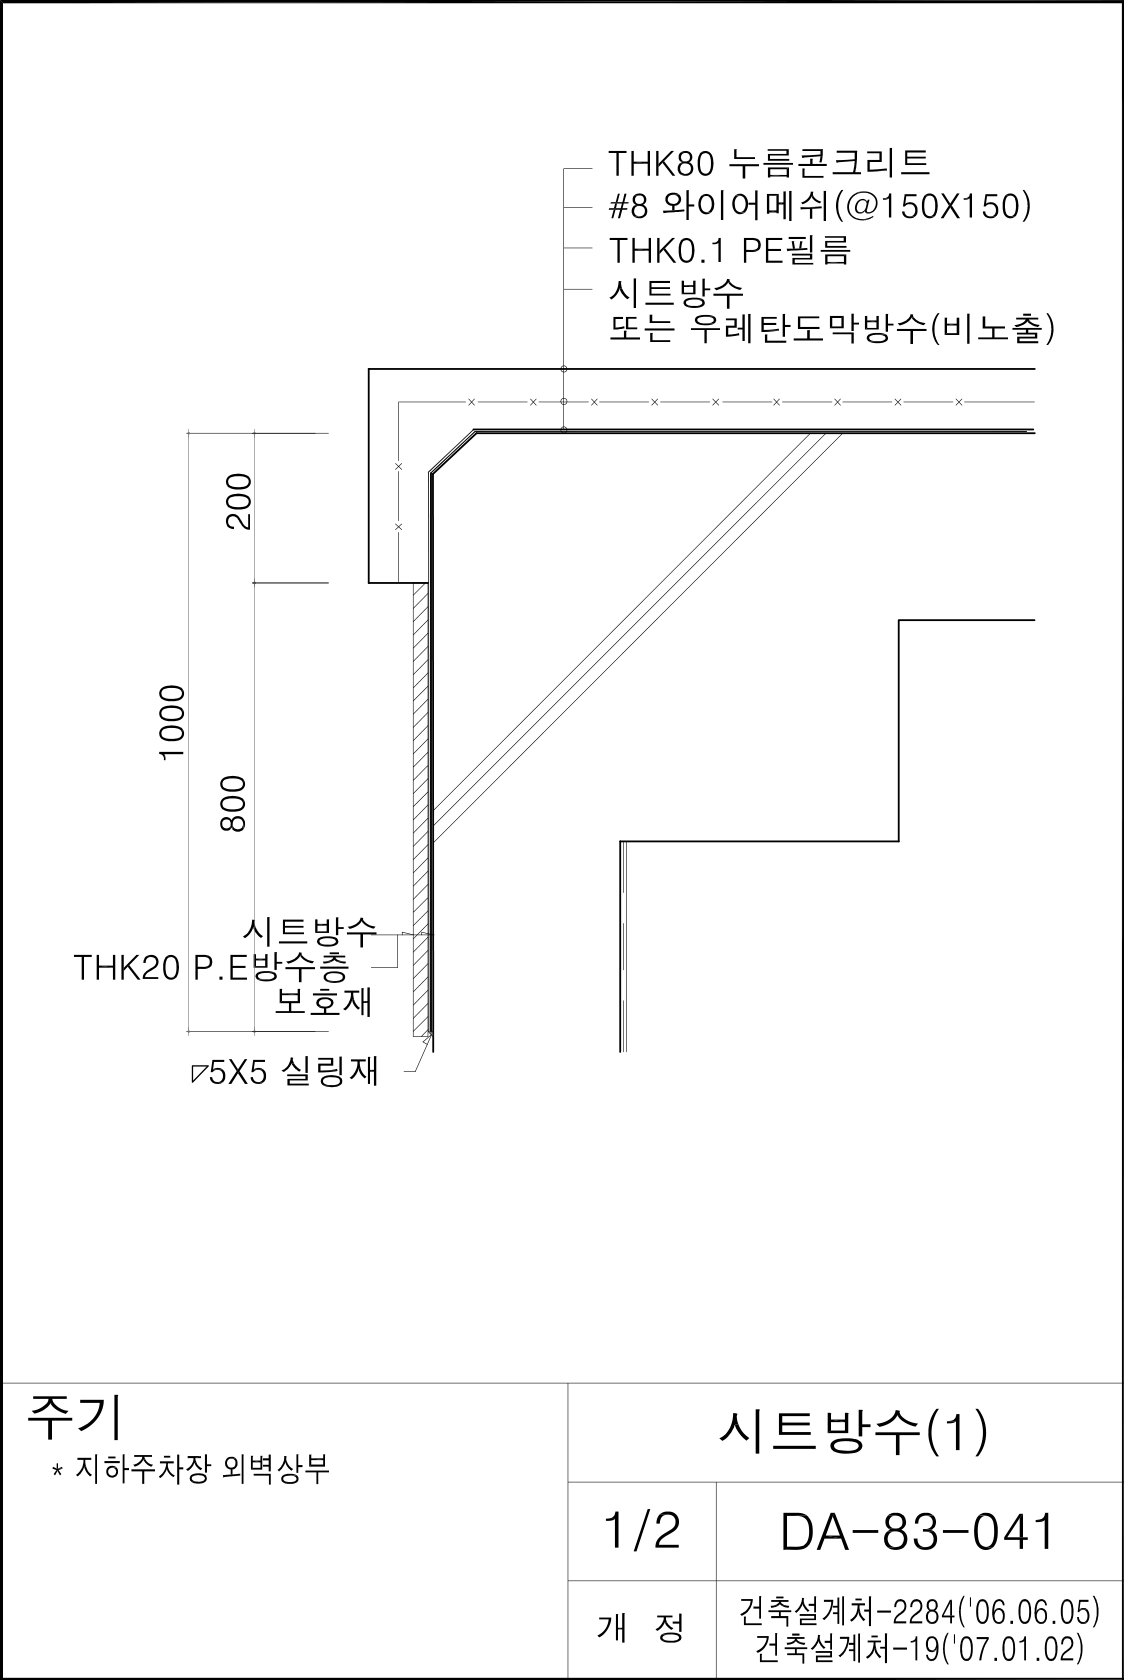 THK80 누름콘크리트
#8 와이어메쉬(@150X150)
THK0.1 PE필름
시트방수
또는 우레탄도막방수(비노출)
200
1000
800
시트방수
THK20 P.E방수층
보호재
5X5 실링재
주기
* 지하주차장 외벽상부
시트방수(1)
1/2
DA-83-041
개 정
건축설계처-2284('06.06.05)
건축설계처-19('07.01.02)